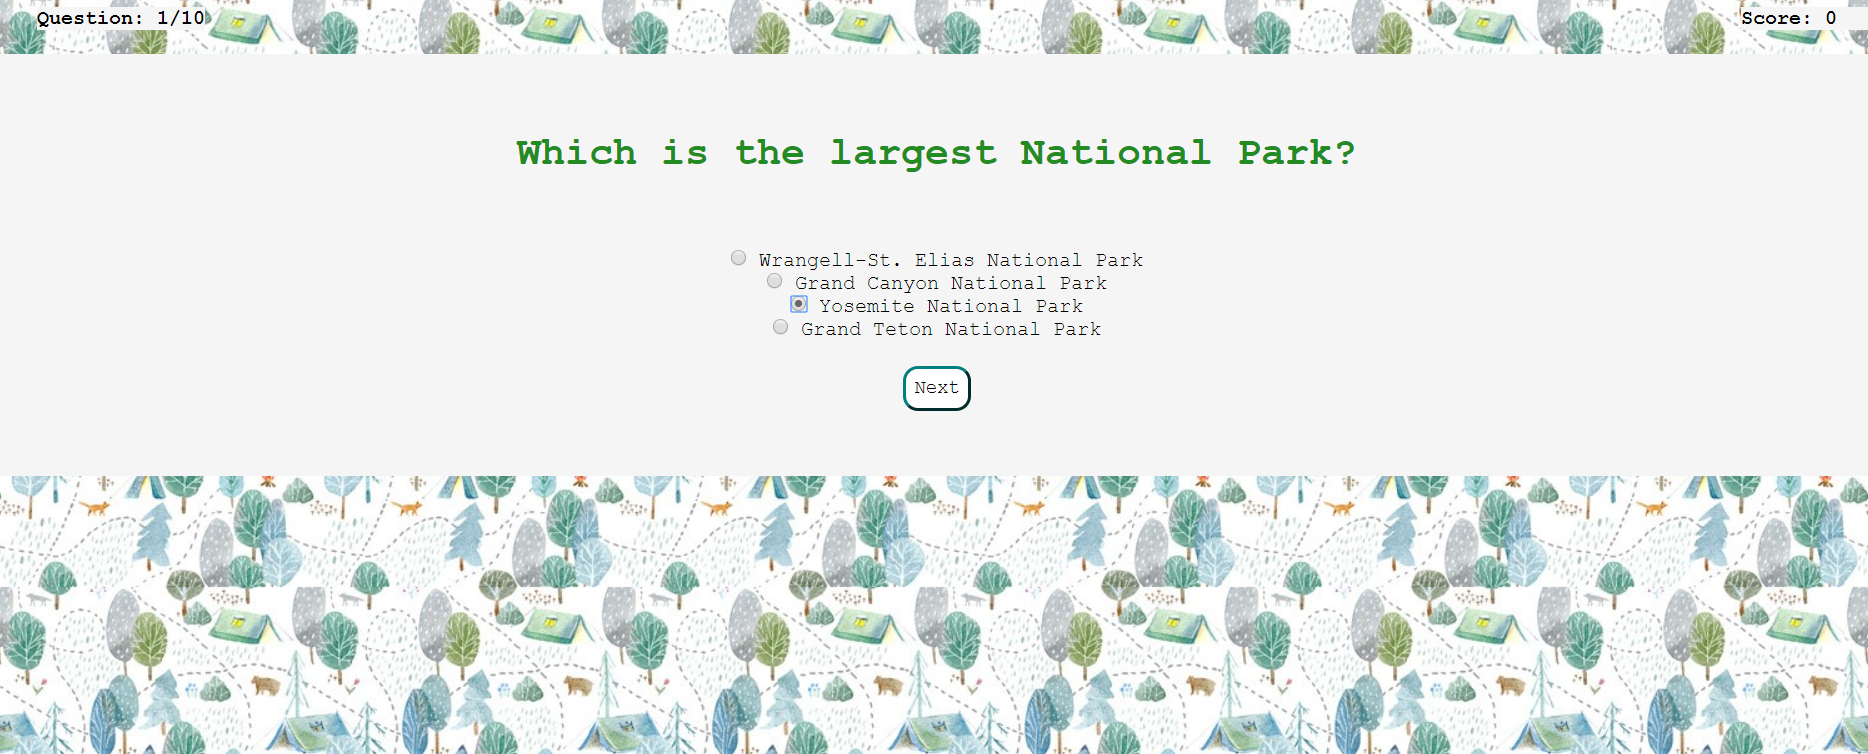 Question: 1/10
Score: 0
Which is the largest National Park?
Wrangell-St. Elias National Park
Grand Canyon National Park
Yosemite National Park
Grand Teton National Park
Next